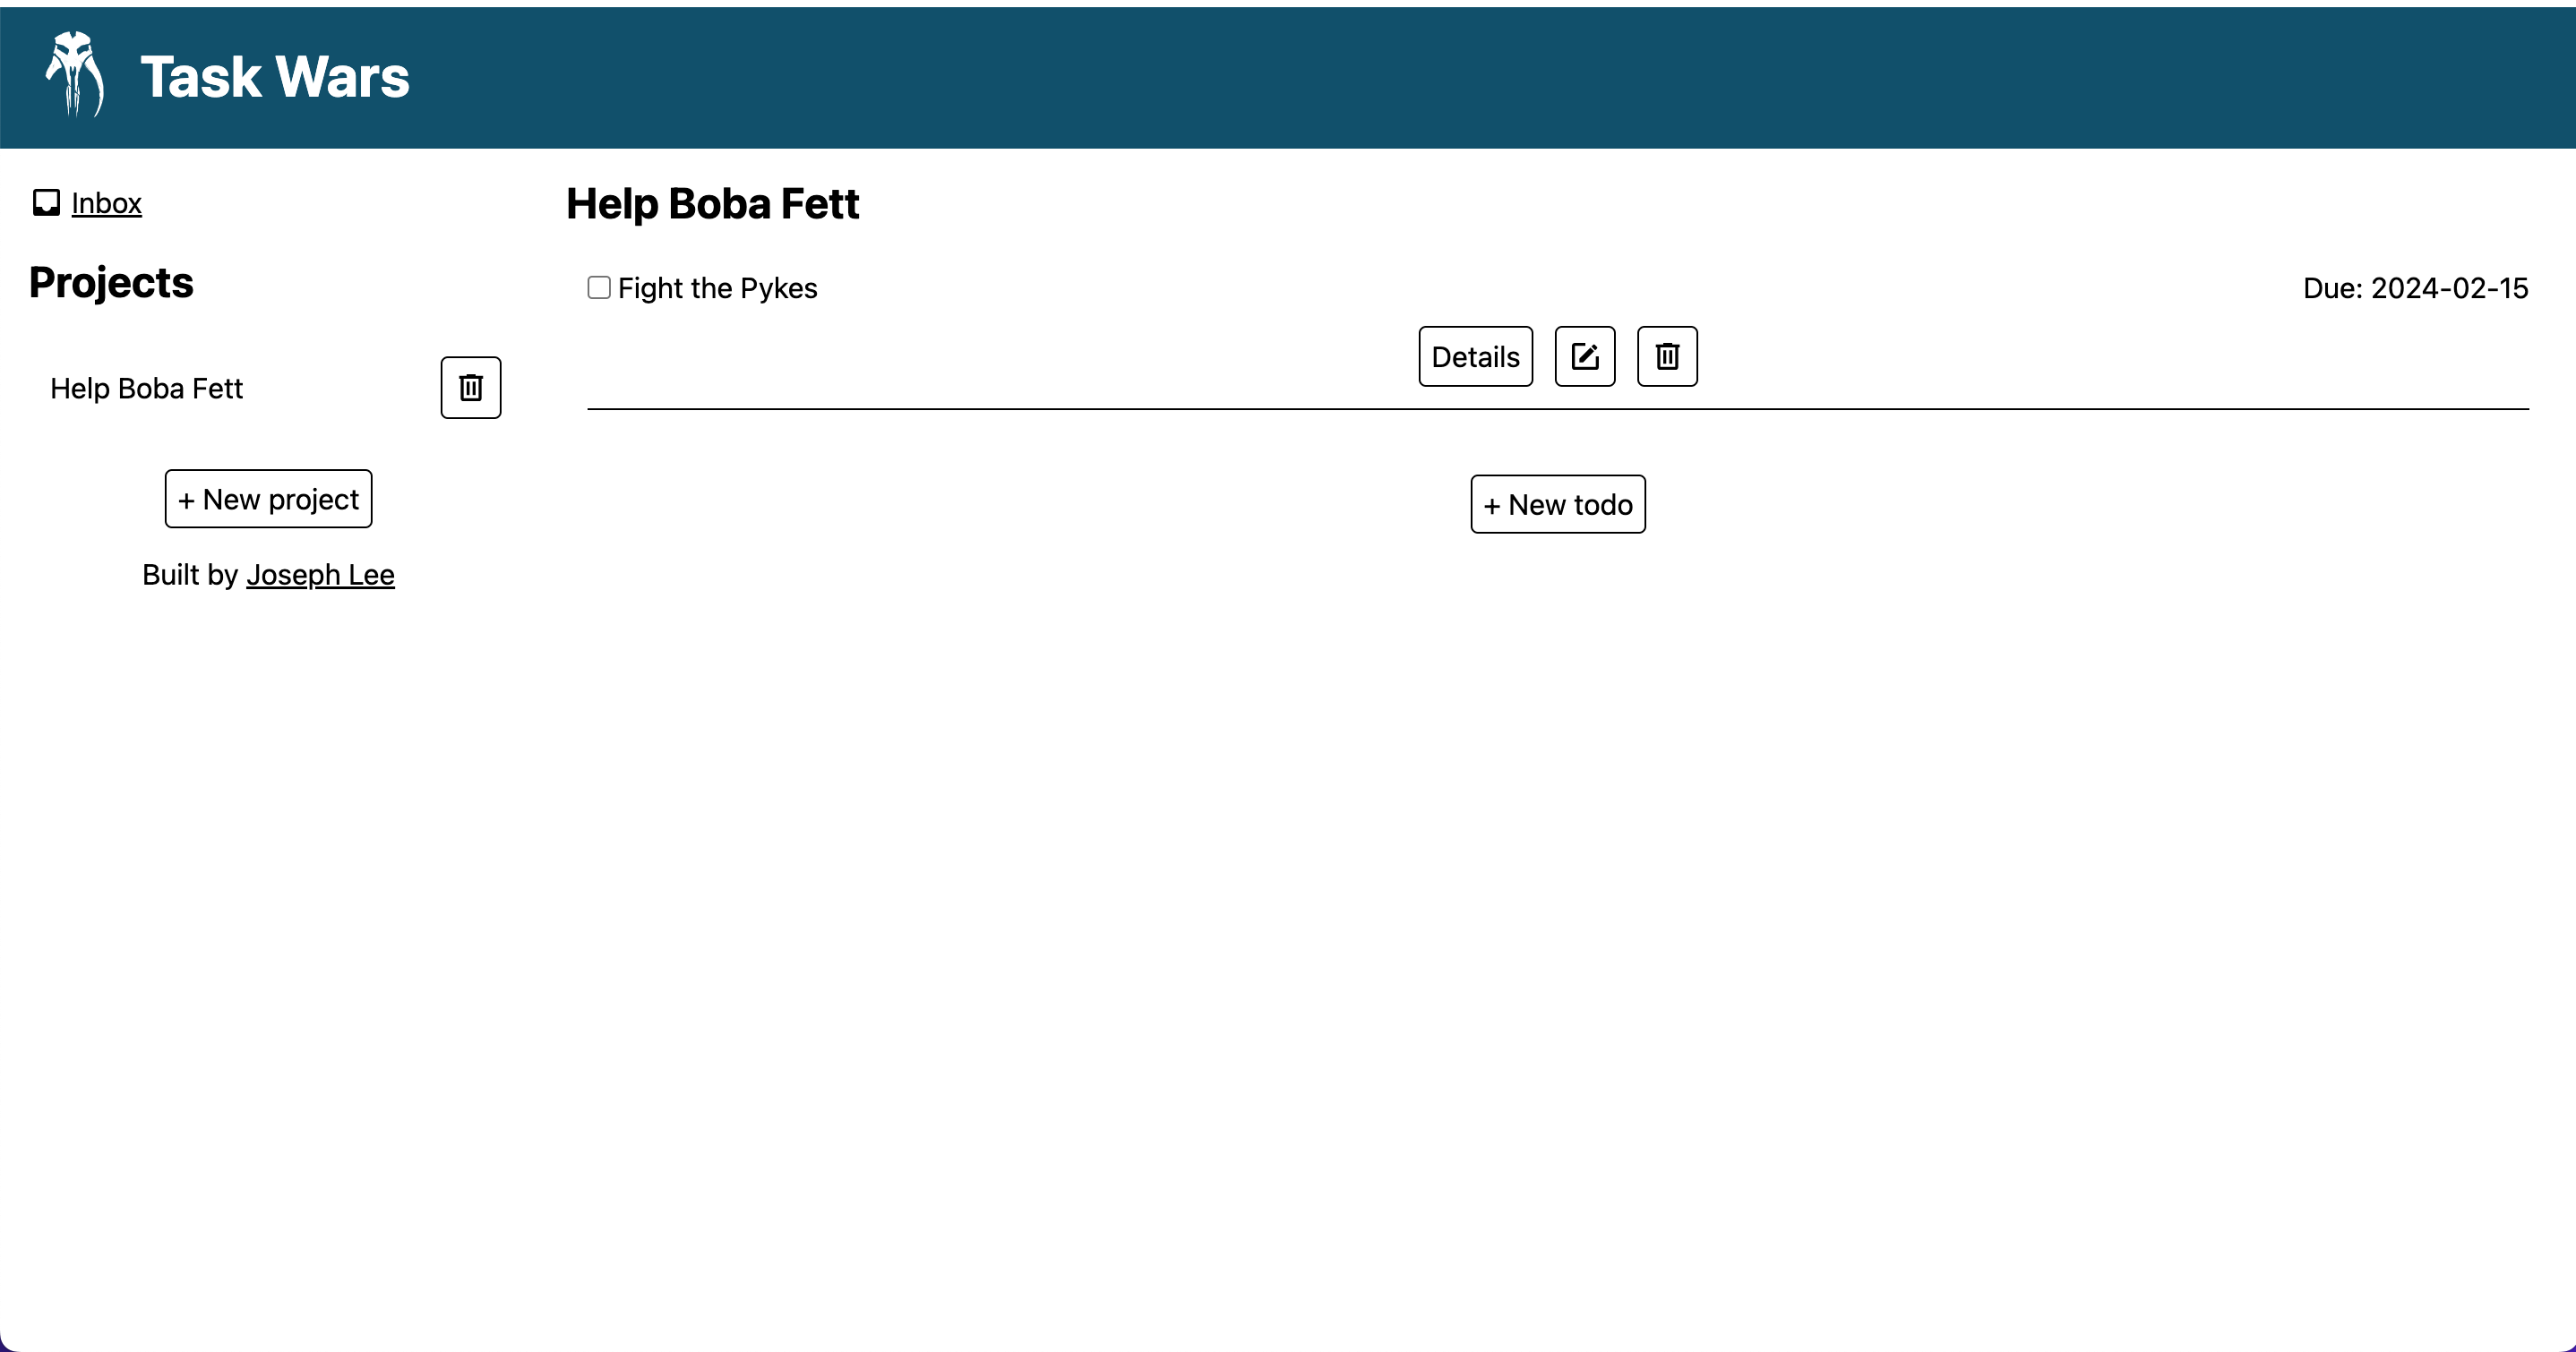 Task Wars
Inbox
Projects
Help Boba Fett
+ New project
Built by Joseph Lee
Help Boba Fett
Fight the Pykes
Due: 2024-02-15
Details
+ New todo